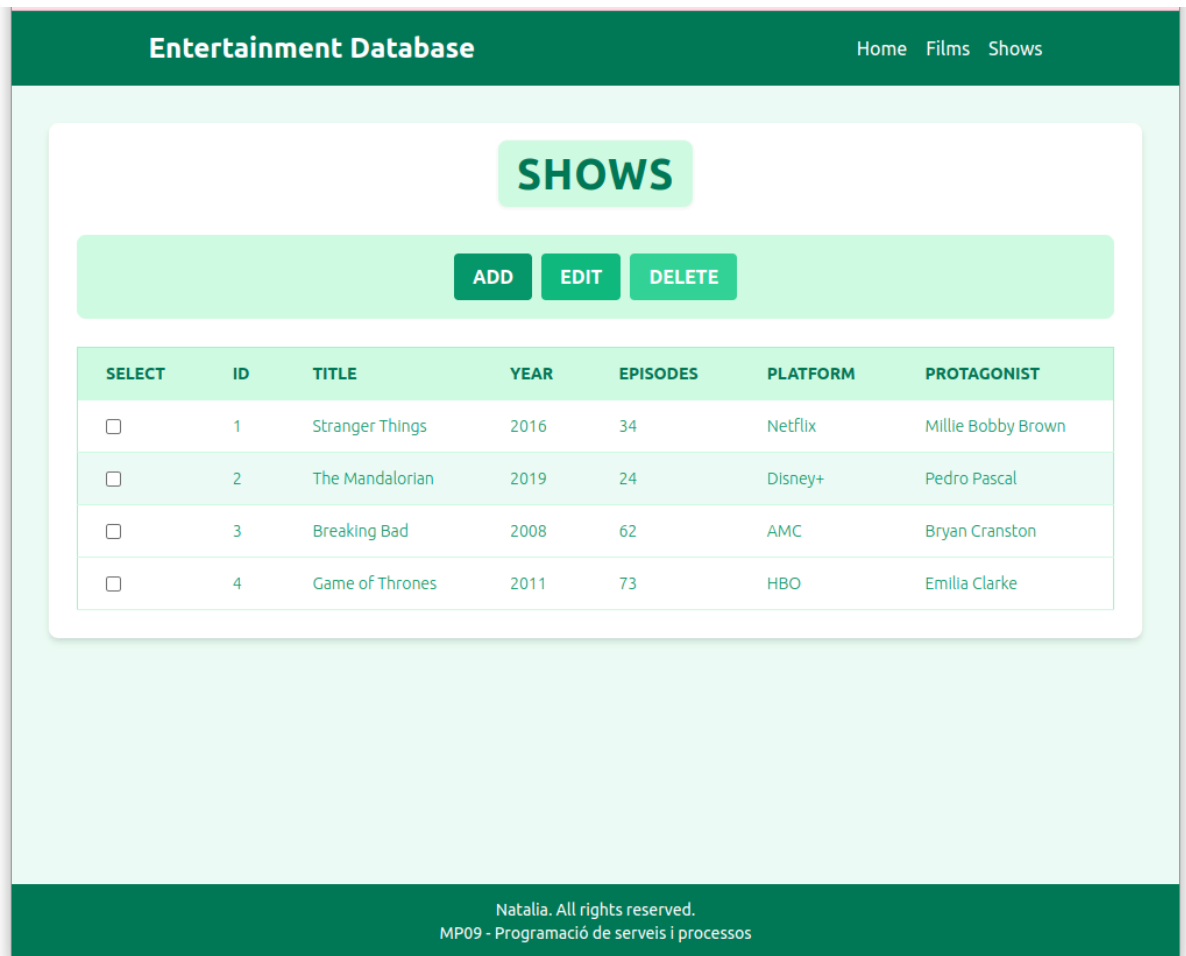 Entertainment Database Home Films Shows
SHOWS
ADD EDIT DELETE
SELECT ID TITLE YEAR EPISODES PLATFORM PROTAGONIST
1 Stranger Things 2016 34 Netflix Millie Bobby Brown
2 The Mandalorian 2019 24 Disney+ Pedro Pascal
3 Breaking Bad 2008 62 AMC Bryan Cranston
4 Game of Thrones 2011 73 HBO Emilia Clarke
Natalia. All rights reserved.
MP09 - Programació de serveis i processos